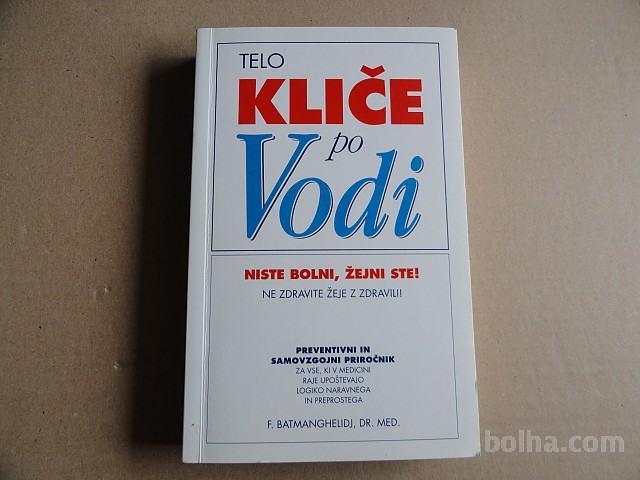 TELO
KLIČE
po
Vodi
NISTE BOLNI, ŽEJNI STE!
NE ZDRAVITE ŽEJE Z ZDRAVILI!
PREVENTIVNI IN
SAMOVZGOJNI PRIROČNIK
ZA VSE, KI V MEDICINI
RAJE UPOŠTEVAJO
LOGIKO NARAVNEGA
IN PREPROSTEGA
F. BATMANGHELIDJ, DR. MED.
bolha.com